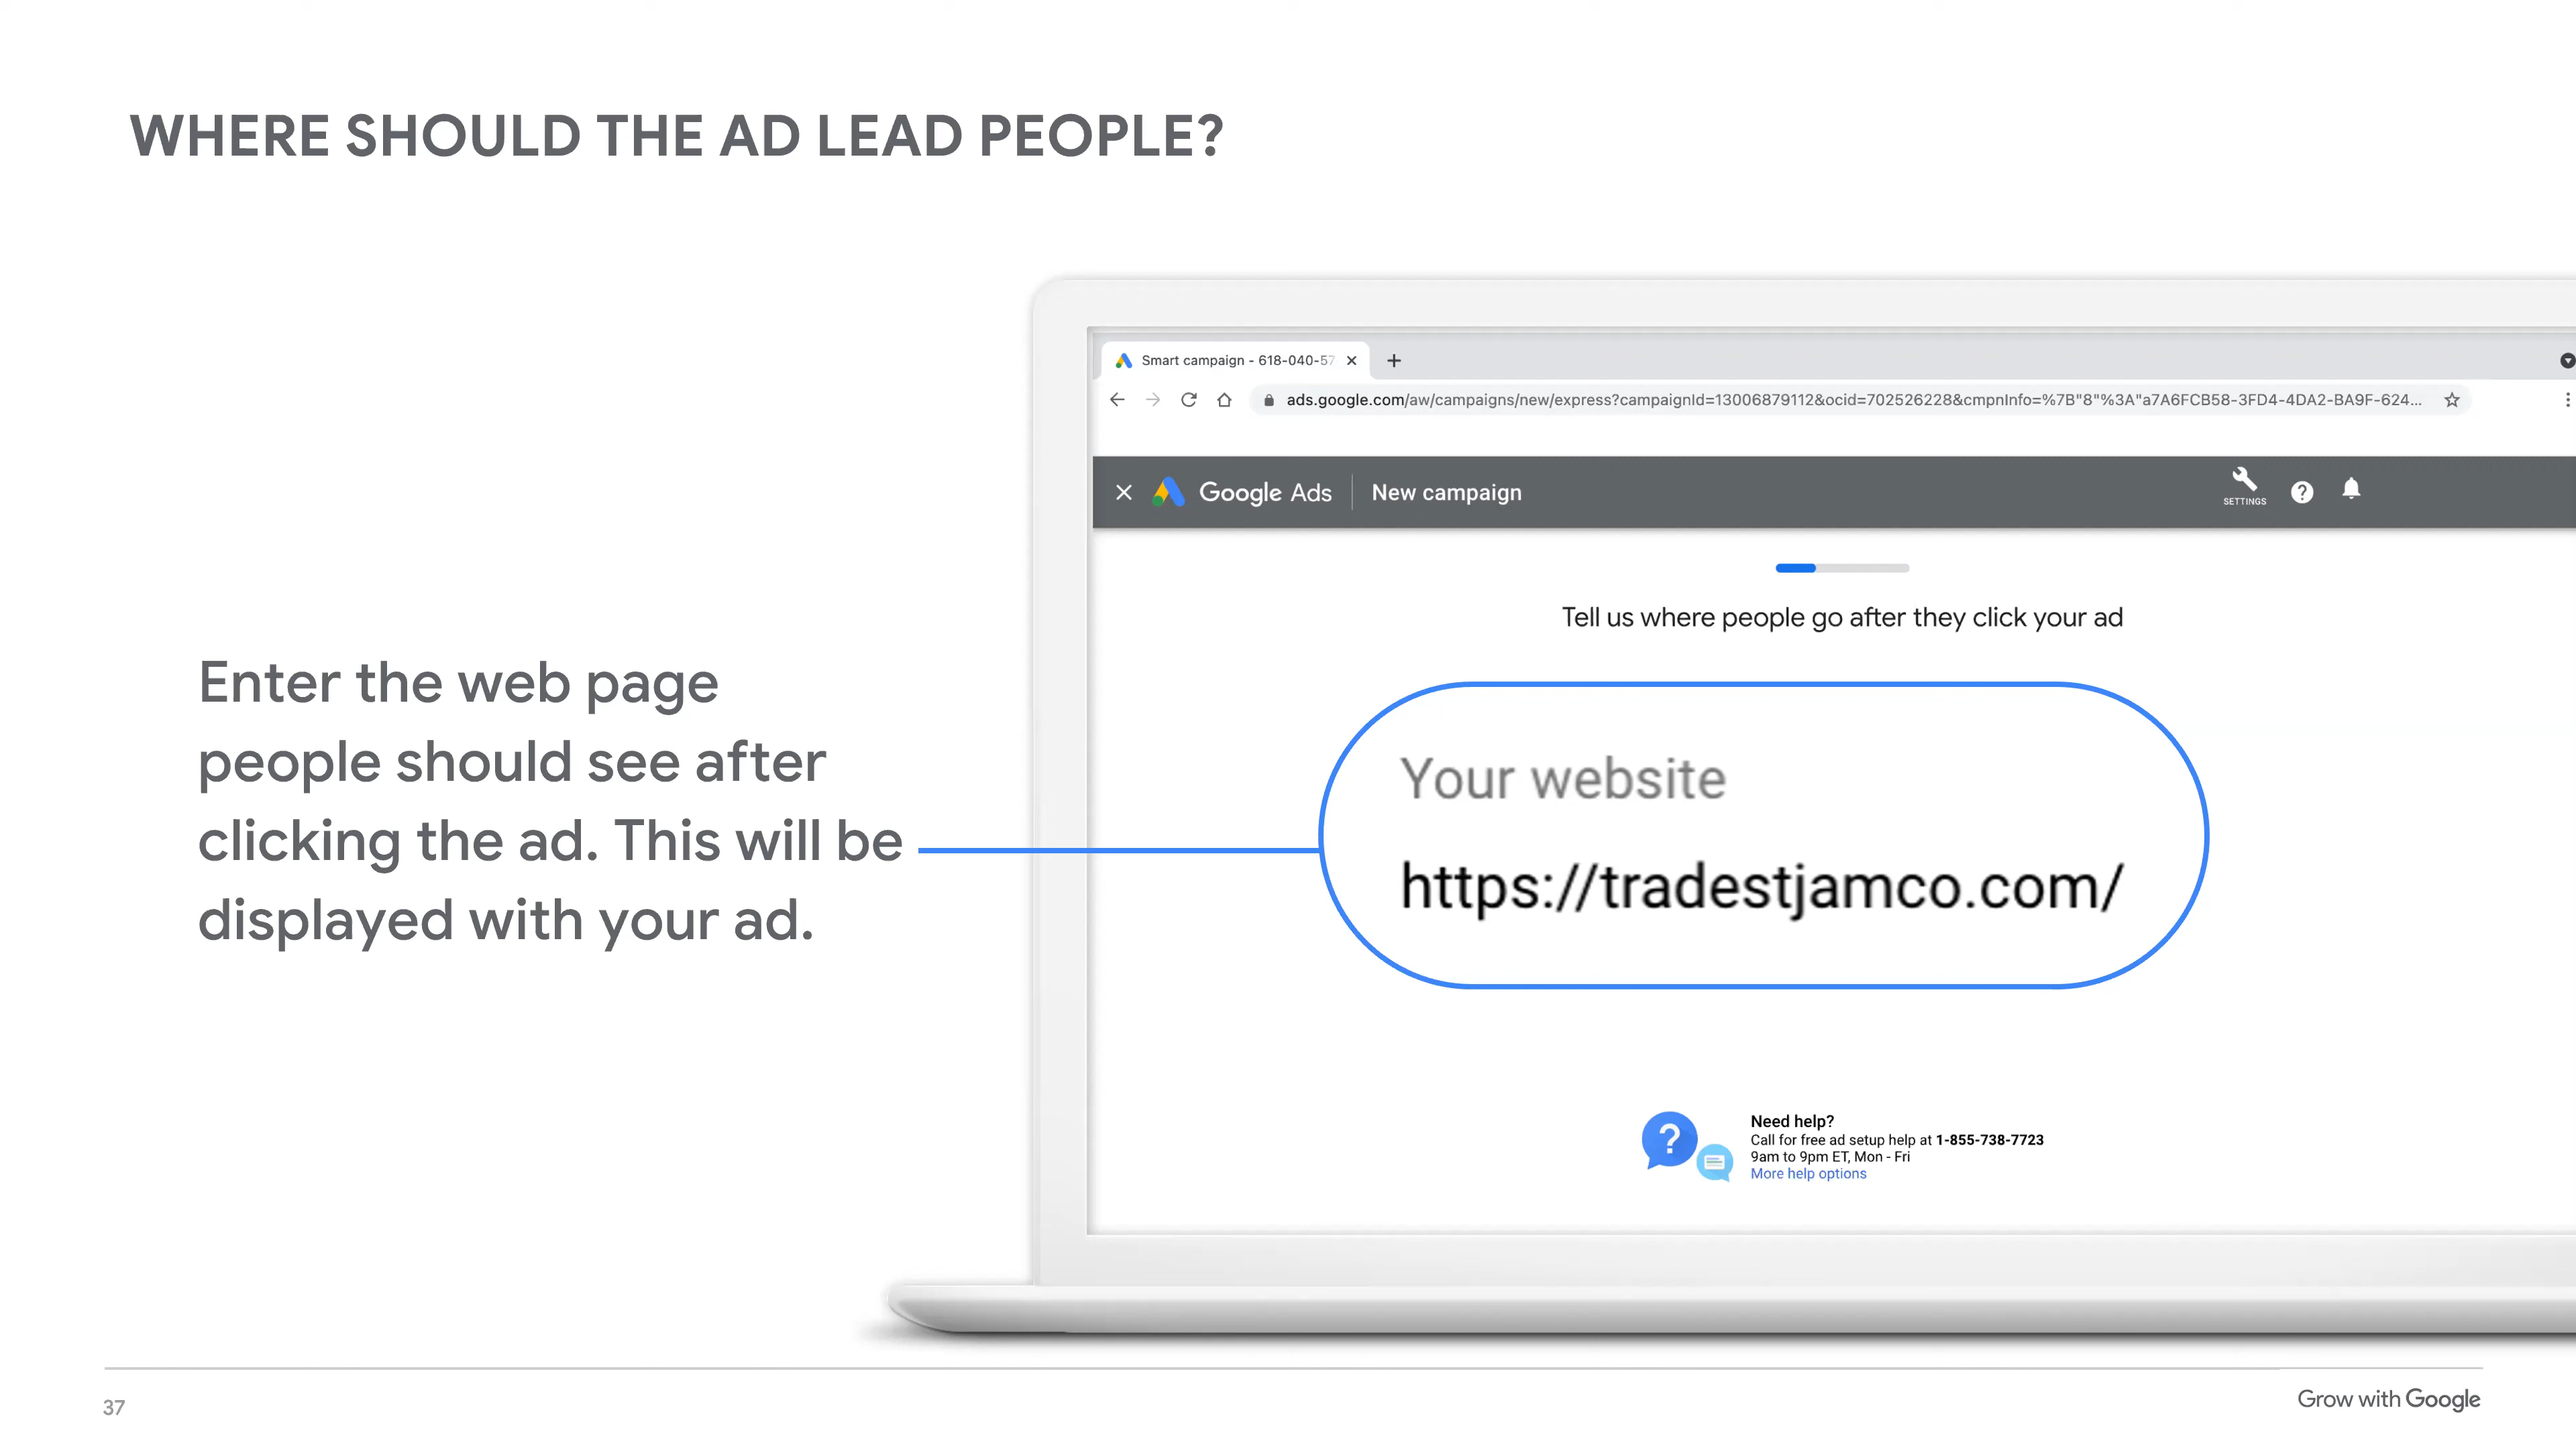 WHERE SHOULD THE AD LEAD PEOPLE?
Enter the web page
people should see after
clicking the ad. This will be
displayed with your ad.
Smart campaign - 618-040-57
ads.google.com/aw/campaigns/new/express?campaignId=13006879112&ocid=702526228&cmpnInfo=%7B"8"%3A"a7A6FCB58-3FD4-4DA2-BA9F-624...
Google Ads
New campaign
SETTINGS
Tell us where people go after they click your ad
Your website
https://tradestjamco.com/
Need help?
Call for free ad setup help at 1-855-738-7723
9am to 9pm ET, Mon - Fri
More help options
37
Grow with Google